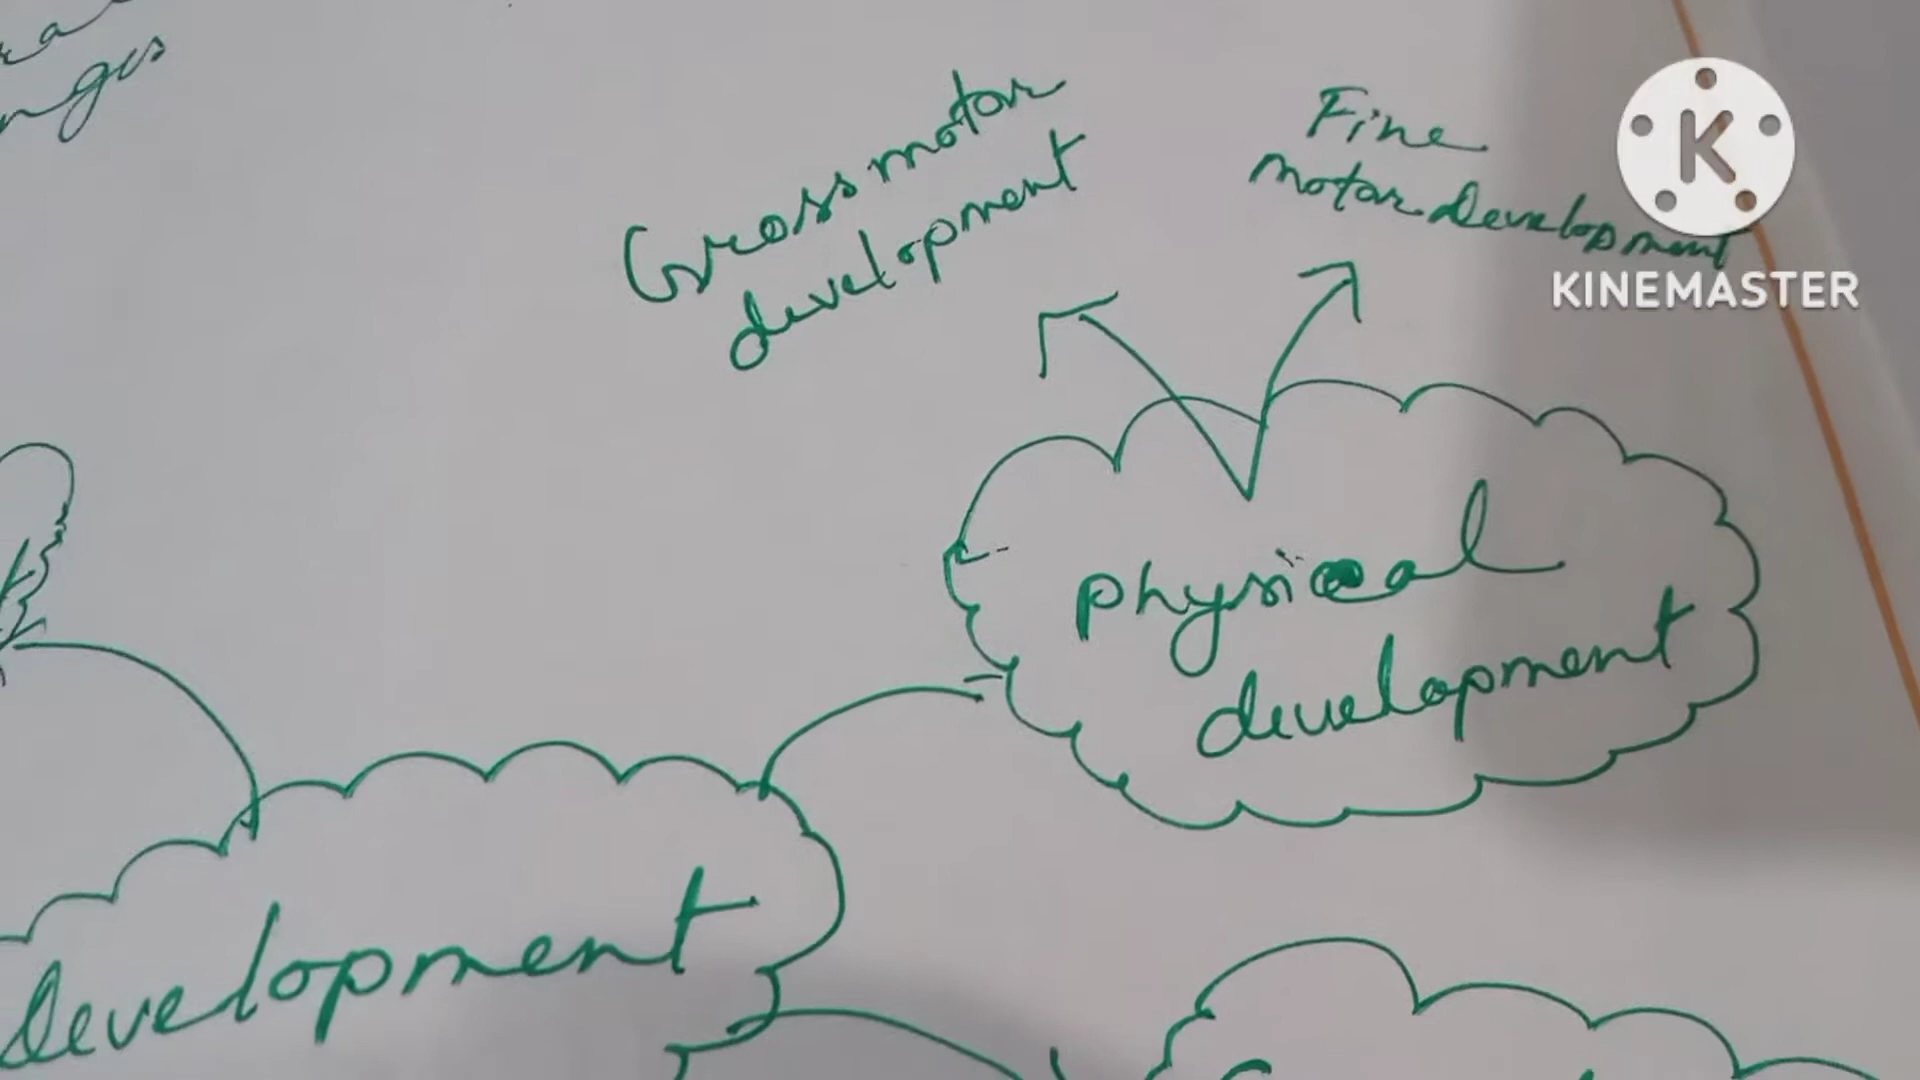 Gross motor
development
Fine
motor development
K
KINEMASTER
physical
development
development